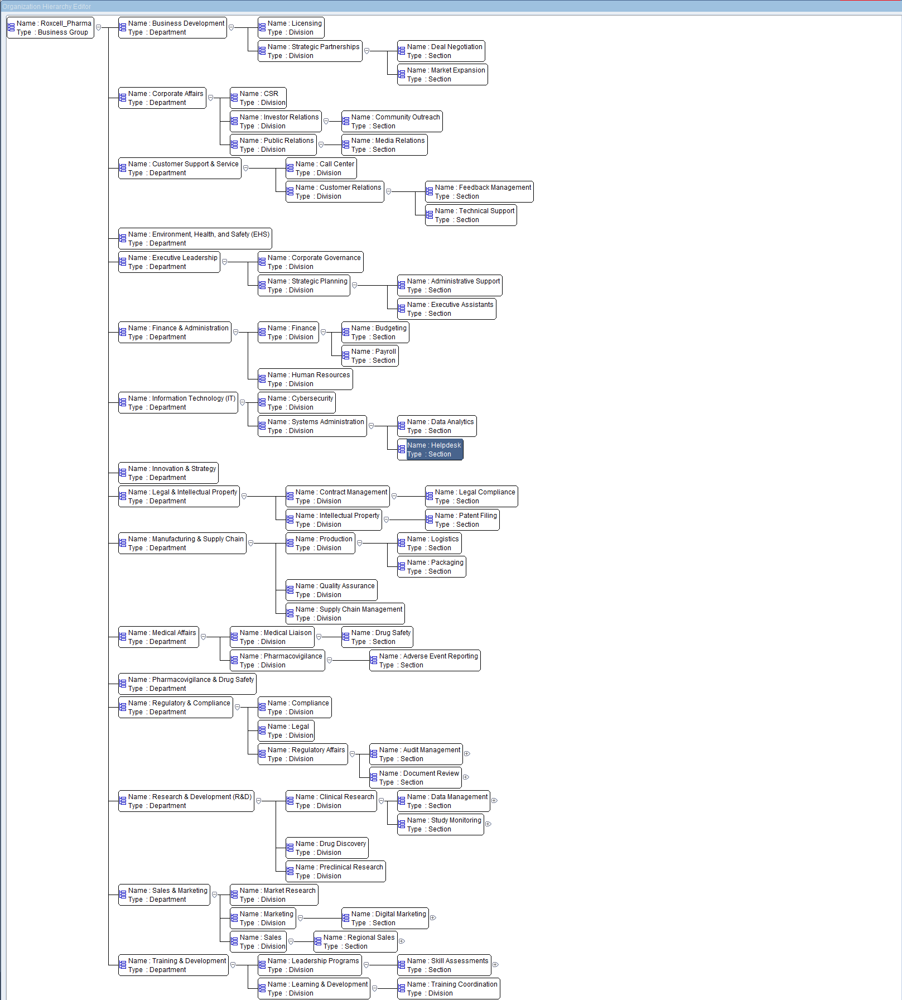 Organization Hierarchy Editor
Name : Roxcell_Pharma
Type : Business Group
Name : Business Development
Type : Department
Name : Licensing
Type : Division
Name : Strategic Partnerships
Type : Division
Name : Deal Negotiation
Type : Section
Name : Market Expansion
Type : Section
Name : Corporate Affairs
Type : Department
Name : CSR
Type : Division
Name : Investor Relations
Type : Division
Name : Community Outreach
Type : Section
Name : Public Relations
Type : Division
Name : Media Relations
Type : Section
Name : Customer Support & Service
Type : Department
Name : Call Center
Type : Division
Name : Customer Relations
Type : Division
Name : Feedback Management
Type : Section
Name : Technical Support
Type : Section
Name : Environment, Health, and Safety (EHS)
Type : Department
Name : Executive Leadership
Type : Department
Name : Corporate Governance
Type : Division
Name : Strategic Planning
Type : Division
Name : Administrative Support
Type : Section
Name : Executive Assistants
Type : Section
Name : Finance & Administration
Type : Department
Name : Finance
Type : Division
Name : Budgeting
Type : Section
Name : Payroll
Type : Section
Name : Human Resources
Type : Division
Name : Information Technology (IT)
Type : Department
Name : Cybersecurity
Type : Division
Name : Systems Administration
Type : Division
Name : Data Analytics
Type : Section
Name : Helpdesk
Type : Section
Name : Innovation & Strategy
Type : Department
Name : Legal & Intellectual Property
Type : Department
Name : Contract Management
Type : Division
Name : Legal Compliance
Type : Section
Name : Intellectual Property
Type : Division
Name : Patent Filing
Type : Section
Name : Manufacturing & Supply Chain
Type : Department
Name : Production
Type : Division
Name : Logistics
Type : Section
Name : Packaging
Type : Section
Name : Quality Assurance
Type : Division
Name : Supply Chain Management
Type : Division
Name : Medical Affairs
Type : Department
Name : Medical Liaison
Type : Division
Name : Drug Safety
Type : Section
Name : Pharmacovigilance
Type : Division
Name : Adverse Event Reporting
Type : Section
Name : Pharmacovigilance & Drug Safety
Type : Department
Name : Regulatory & Compliance
Type : Department
Name : Compliance
Type : Division
Name : Legal
Type : Division
Name : Regulatory Affairs
Type : Division
Name : Audit Management
Type : Section
Name : Document Review
Type : Section
Name : Research & Development (R&D)
Type : Department
Name : Clinical Research
Type : Division
Name : Data Management
Type : Section
Name : Study Monitoring
Type : Section
Name : Drug Discovery
Type : Division
Name : Preclinical Research
Type : Division
Name : Sales & Marketing
Type : Department
Name : Market Research
Type : Division
Name : Marketing
Type : Division
Name : Digital Marketing
Type : Section
Name : Sales
Type : Division
Name : Regional Sales
Type : Section
Name : Training & Development
Type : Department
Name : Leadership Programs
Type : Division
Name : Skill Assessments
Type : Section
Name : Learning & Development
Type : Division
Name : Training Coordination
Type : Division